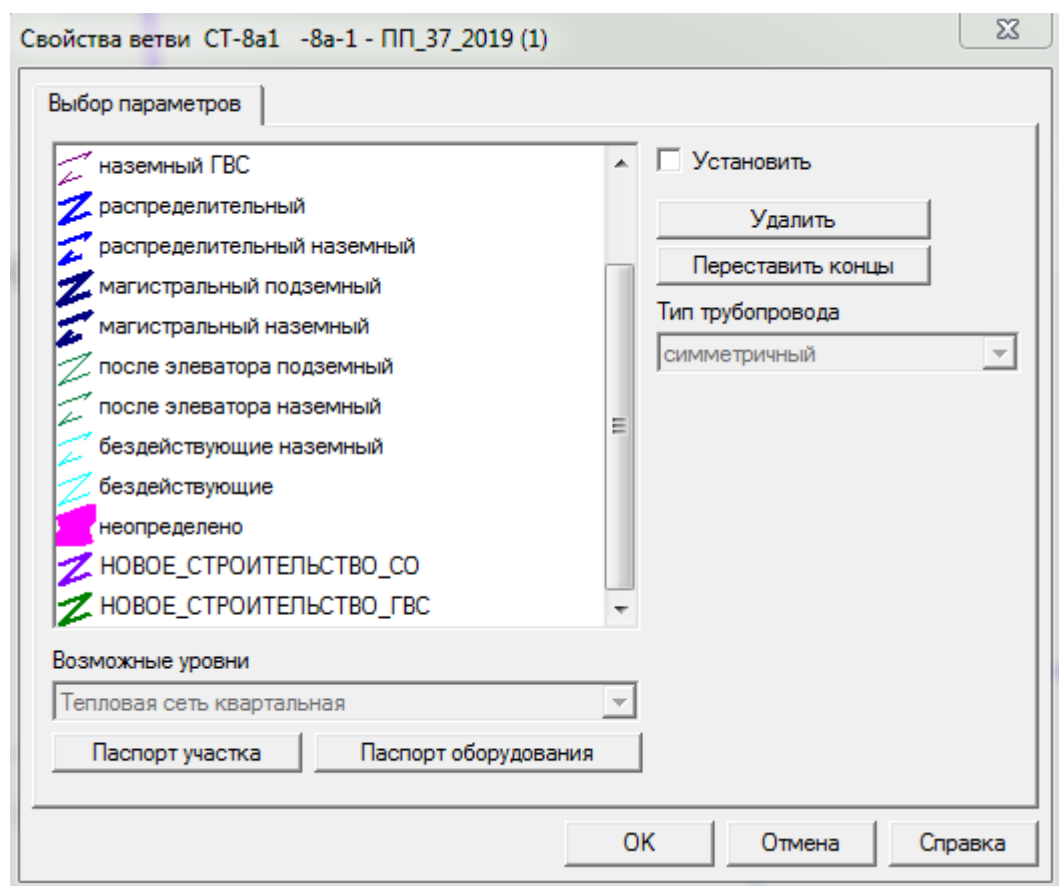 Свойства ветви СТ-8а1 -8а-1 - ПП_37_2019 (1)
Выбор параметров
наземный ГВС
распределительный
распределительный наземный
магистральный подземный
магистральный наземный
после элеватора подземный
после элеватора наземный
бездействующие наземный
бездействующие
неопределено
НОВОЕ_СТРОИТЕЛЬСТВО_СО
НОВОЕ_СТРОИТЕЛЬСТВО_ГВС
Установить
Удалить
Переставить концы
Тип трубопровода
симметричный
Возможные уровни
Тепловая сеть квартальная
Паспорт участка
Паспорт оборудования
OK
Отмена
Справка